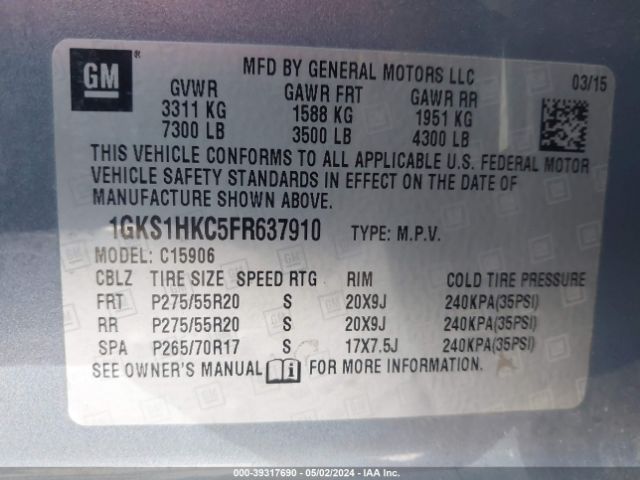 GM
MFD BY GENERAL MOTORS LLC
03/15
GVWR GAWR FRT GAWR RR
3311 KG 1588 KG 1951 KG
7300 LB 3500 LB 4300 LB
THIS VEHICLE CONFORMS TO ALL APPLICABLE U.S. FEDERAL MOTOR
VEHICLE SAFETY STANDARDS IN EFFECT ON THE DATE OF
MANUFACTURE SHOWN ABOVE.
1GKS1HKC5FR637910 TYPE: M.P.V.
MODEL: C15906
CBLZ TIRE SIZE SPEED RTG RIM COLD TIRE PRESSURE
FRT P275/55R20 S 20X9J 240KPA(35PSI)
RR P275/55R20 S 20X9J 240KPA(35PSI)
SPA P265/70R17 S 17X7.5J 240KPA(35PSI)
SEE OWNER'S MANUAL FOR MORE INFORMATION.
000-39317690 - 05/02/2024 - IAA Inc.